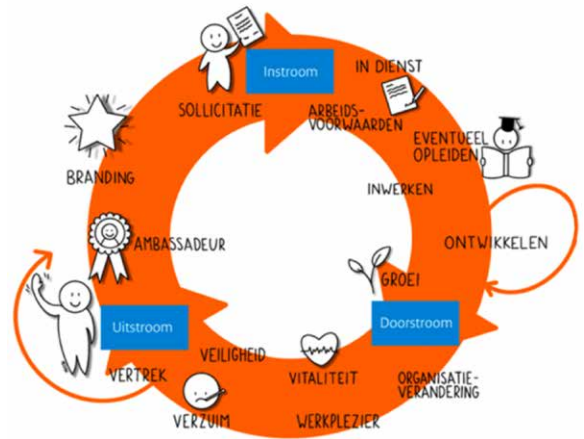 Instroom
IN DIENST
SOLLICITATIE
ARBEIDS-
VOORWAARDEN
EVENTUEEL
OPLEIDEN
BRANDING
INWERKEN
AMBASSADEUR
ONTWIKKELEN
GROEI
Uitstroom
Doorstroom
VEILIGHEID
VERTREK
VITALITEIT
ORGANISATIE-
VERANDERING
VERZUIM
WERKPLEZIER